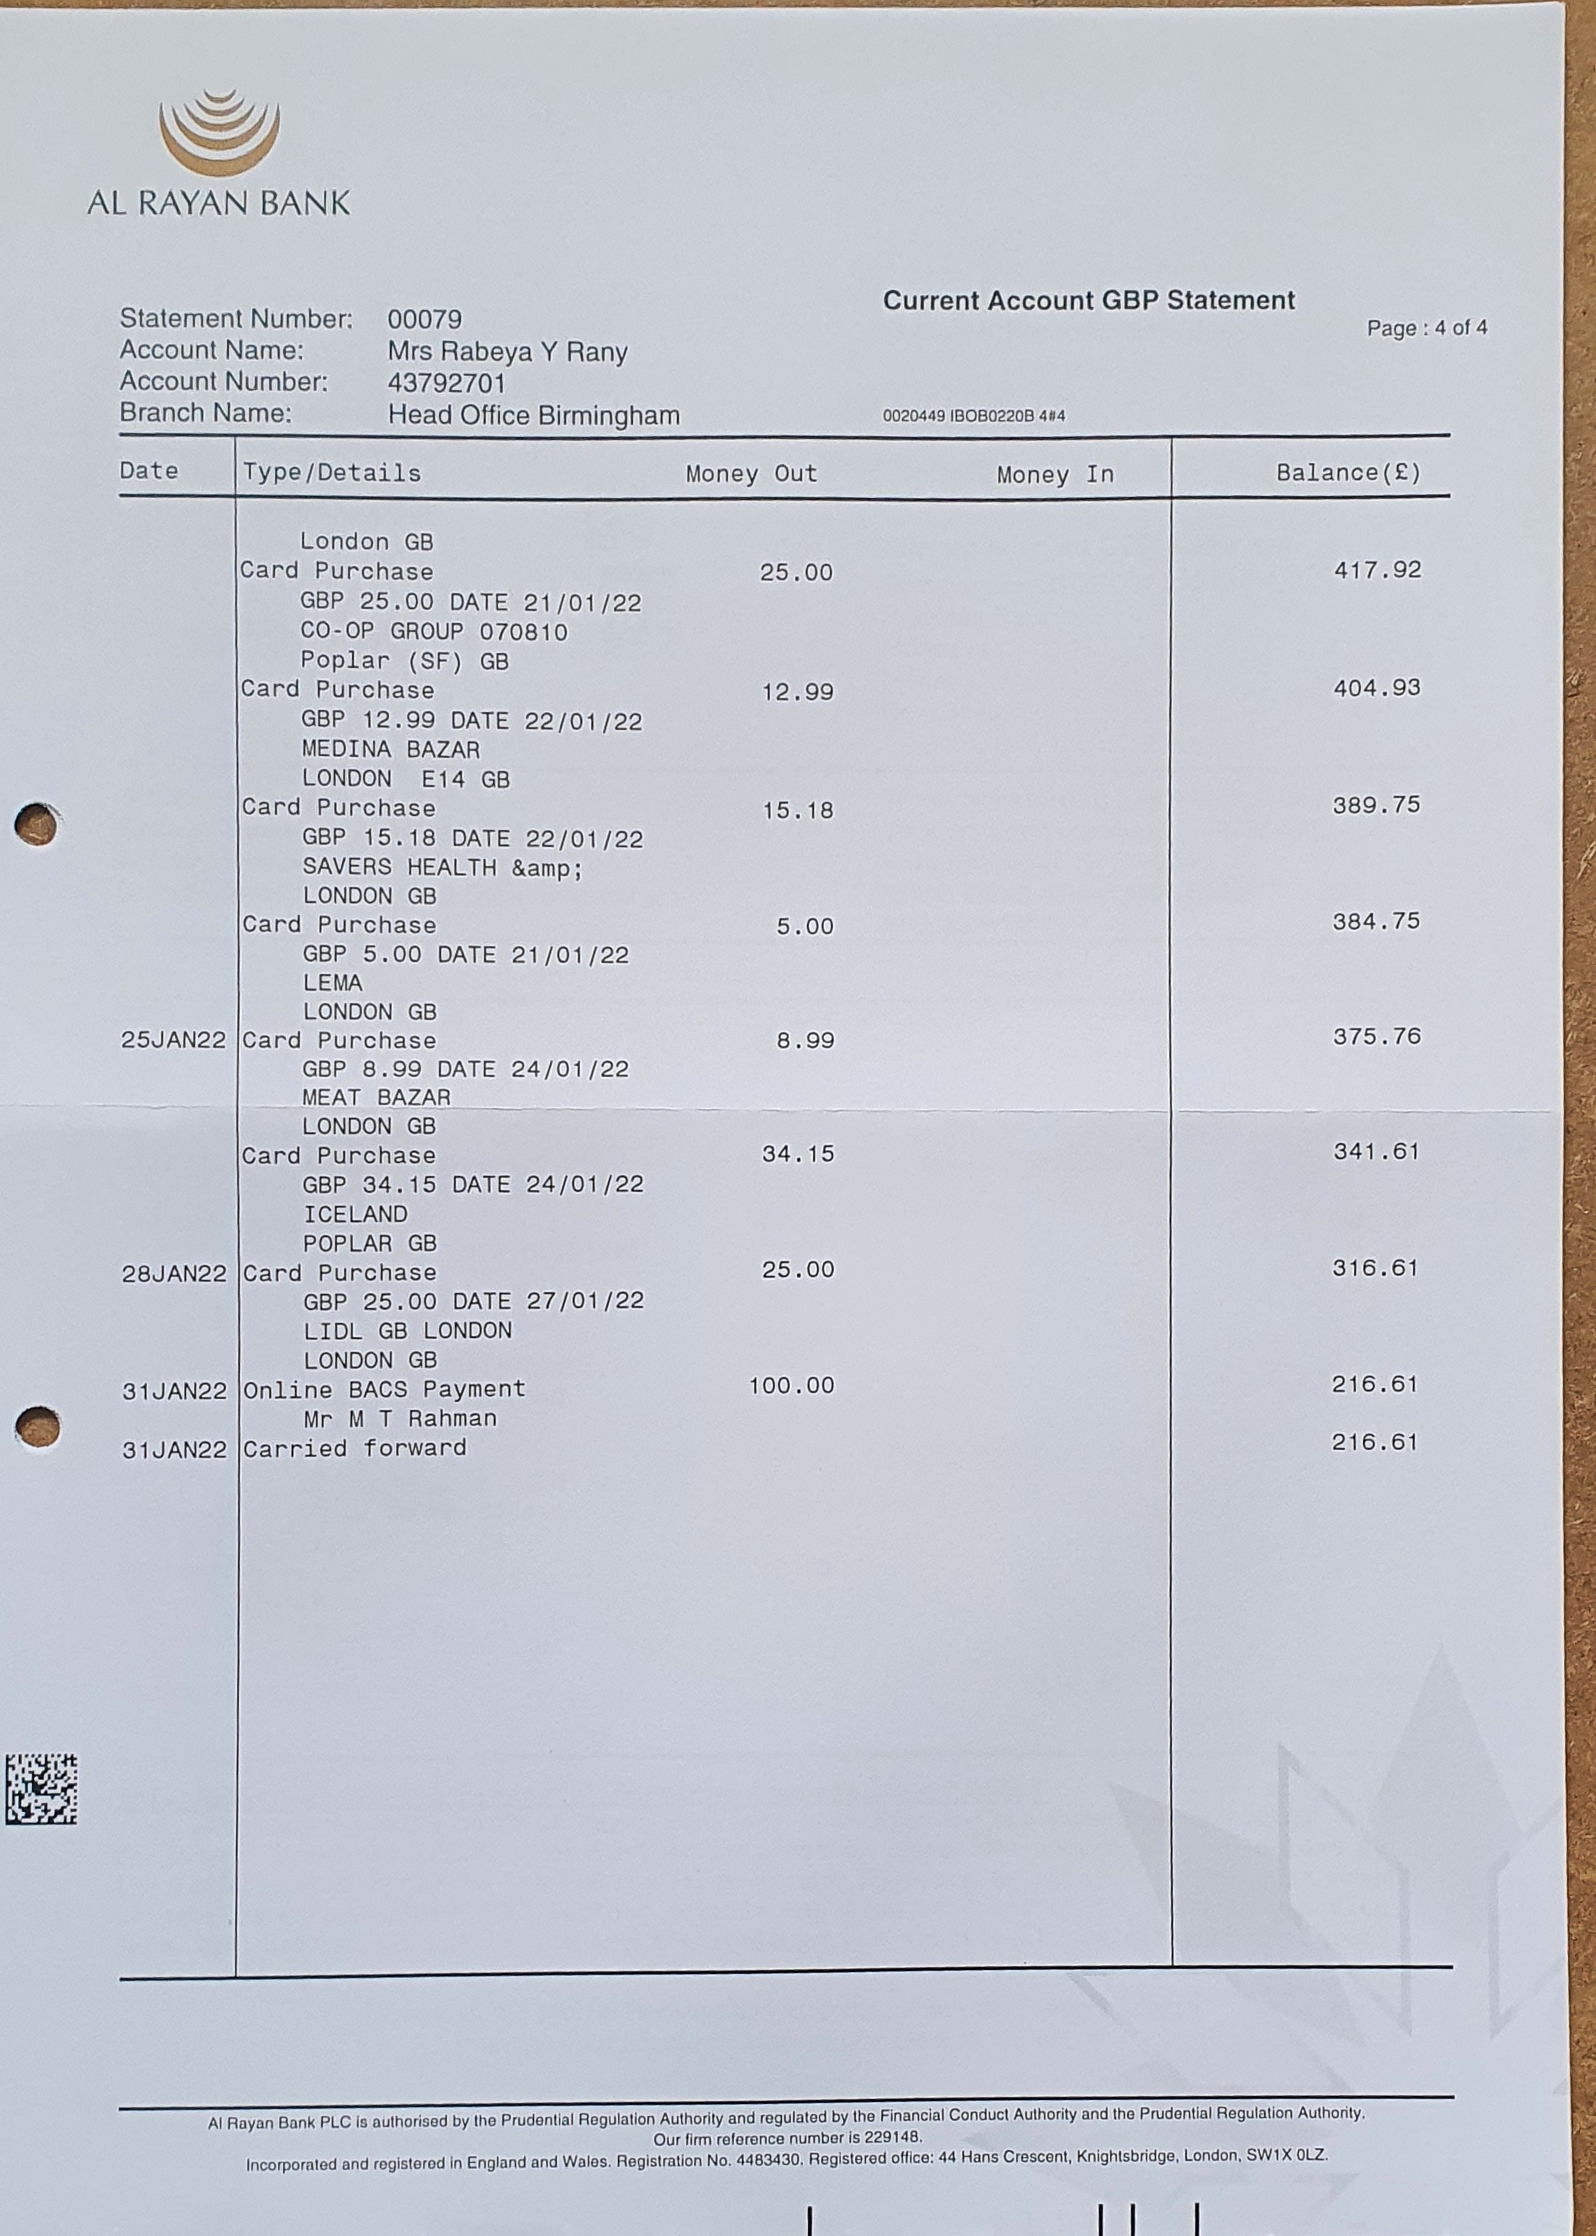 AL RAYAN BANK
Current Account GBP Statement
Page : 4 of 4
Statement Number: 00079
Account Name: Mrs Rabeya Y Rany
Account Number: 43792701
Branch Name: Head Office Birmingham
0020449 IBOB0220B 4#4
Date Type/Details Money Out Money In Balance(£)
London GB
Card Purchase 25.00 417.92
GBP 25.00 DATE 21/01/22
CO-OP GROUP 070810
Poplar (SF) GB
Card Purchase 12.99 404.93
GBP 12.99 DATE 22/01/22
MEDINA BAZAR
LONDON E14 GB
Card Purchase 15.18 389.75
GBP 15.18 DATE 22/01/22
SAVERS HEALTH &amp;
LONDON GB
Card Purchase 5.00 384.75
GBP 5.00 DATE 21/01/22
LEMA
LONDON GB
25JAN22 Card Purchase 8.99 375.76
GBP 8.99 DATE 24/01/22
MEAT BAZAR
LONDON GB
Card Purchase 34.15 341.61
GBP 34.15 DATE 24/01/22
ICELAND
POPLAR GB
28JAN22 Card Purchase 25.00 316.61
GBP 25.00 DATE 27/01/22
LIDL GB LONDON
LONDON GB
31JAN22 Online BACS Payment 100.00 216.61
Mr M T Rahman
31JAN22 Carried forward 216.61
Al Rayan Bank PLC is authorised by the Prudential Regulation Authority and regulated by the Financial Conduct Authority and the Prudential Regulation Authority.
Our firm reference number is 229148.
Incorporated and registered in England and Wales. Registration No. 4483430, Registered office: 44 Hans Crescent, Knightsbridge, London, SW1X 0LZ.